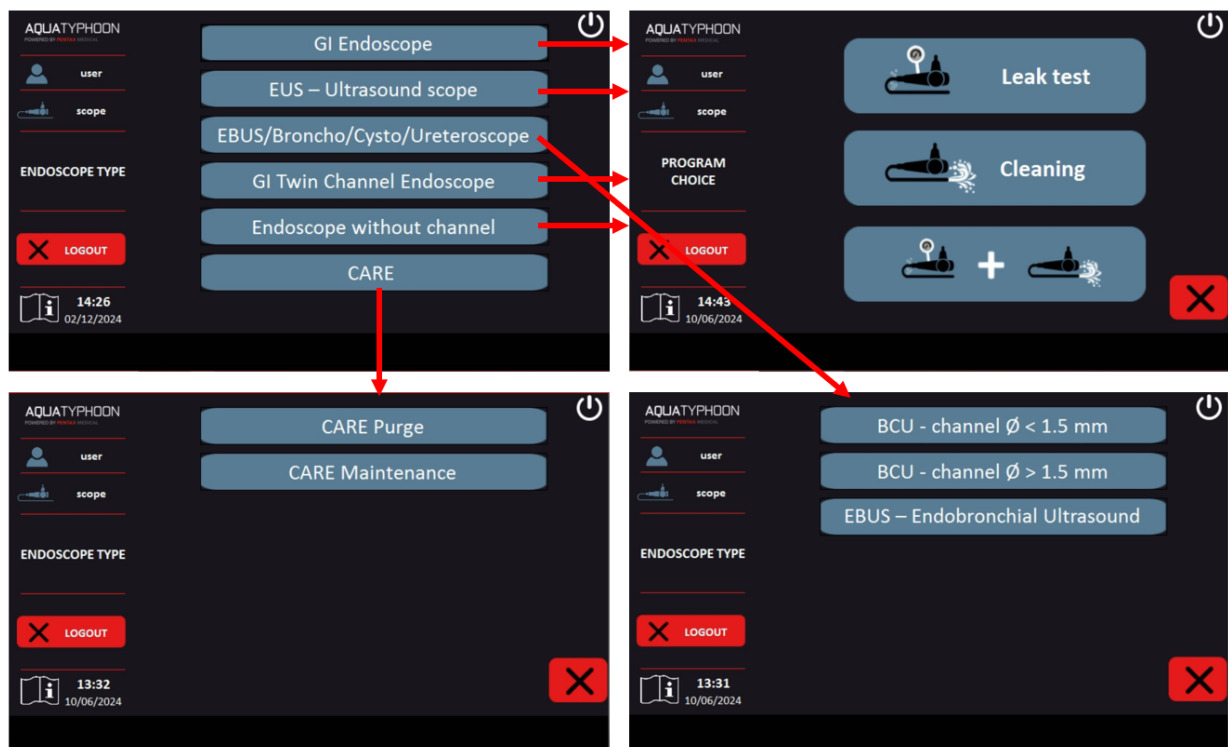 AQUATYPHOON
POWERED BY PENTAX MEDICAL
user
scope
ENDOSCOPE TYPE
LOGOUT
14:26
02/12/2024
GI Endoscope
EUS – Ultrasound scope
EBUS/Broncho/Cysto/Ureteroscope
GI Twin Channel Endoscope
Endoscope without channel
CARE
AQUATYPHOON
POWERED BY PENTAX MEDICAL
user
scope
PROGRAM
CHOICE
LOGOUT
14:43
10/06/2024
Leak test
Cleaning
+
AQUATYPHOON
POWERED BY PENTAX MEDICAL
user
scope
ENDOSCOPE TYPE
LOGOUT
13:32
10/06/2024
CARE Purge
CARE Maintenance
AQUATYPHOON
POWERED BY PENTAX MEDICAL
user
scope
ENDOSCOPE TYPE
LOGOUT
13:31
10/06/2024
BCU - channel Ø < 1.5 mm
BCU - channel Ø > 1.5 mm
EBUS – Endobronchial Ultrasound